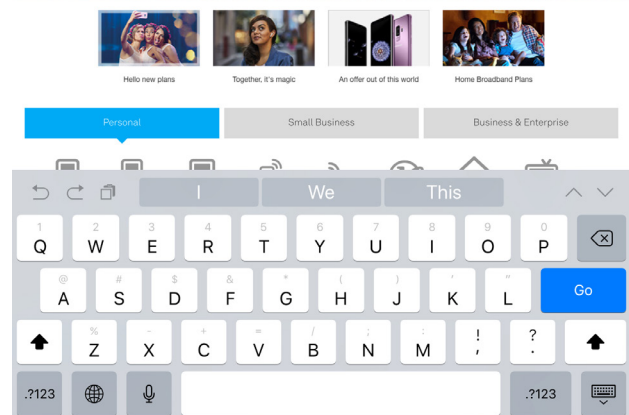 Hello new plans
Together, it's magic
An offer out of this world
Home Broadband Plans
Personal
Small Business
Business & Enterprise
I We This
1 2 3 4 5 6 7 8 9 0
Q W E R T Y U I O P
@ # $ & * ( ) ' "
A S D F G H J K L Go
% - + = / ; : ! ?
Z X C V B N M , .
.?123 .?123